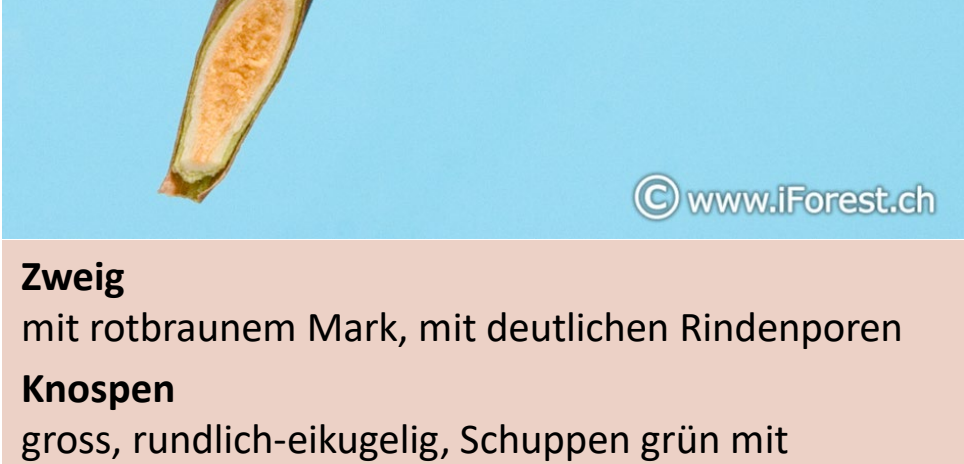 © www.iForest.ch
Zweig
mit rotbraunem Mark, mit deutlichen Rindenporen
Knospen
gross, rundlich-eikugelig, Schuppen grün mit